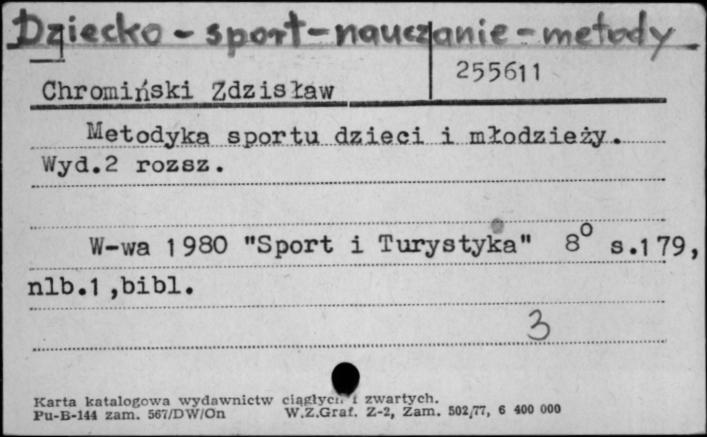 Dziecko - sport - nauczanie - metody
255611
Chromiński Zdzisław
Metodyka sportu dzieci i młodzieży.
Wyd.2 rozsz.
W-wa 1980 "Sport i Turystyka" 8° s.179,
nlb.1,bibl.
3
Karta katalogowa wydawnictw ciągłych i zwartych.
Pu-B-144 zam. 567/DW/On W.Z.Graf. Z-2, Zam. 502/77, 6 400 000